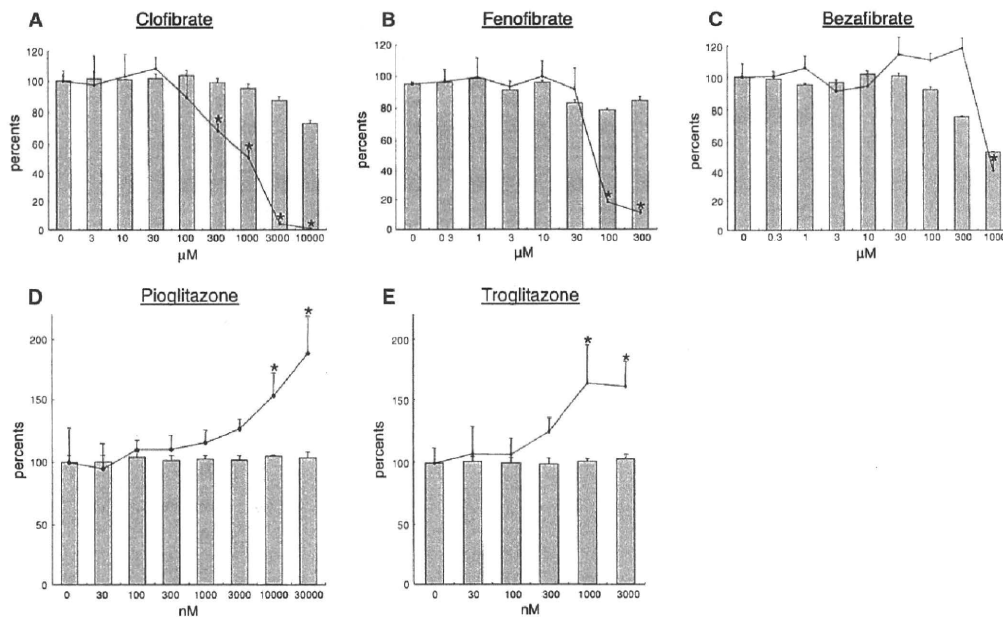 A Clofibrate
B Fenofibrate
C Bezafibrate
percents
120
100
80
60
40
20
0
0 3 10 30 100 300 1000 3000 10000
µM
percents
120
100
80
60
40
20
0
0 0.3 1 3 10 30 100 300
µM
percents
120
100
80
60
40
20
0
0 0.3 1 3 10 30 100 300 1000
µM
D Pioglitazone
E Troglitazone
percents
200
150
100
50
0
0 30 100 300 1000 3000 10000 30000
nM
percents
200
150
100
50
0
0 30 100 300 1000 3000
nM